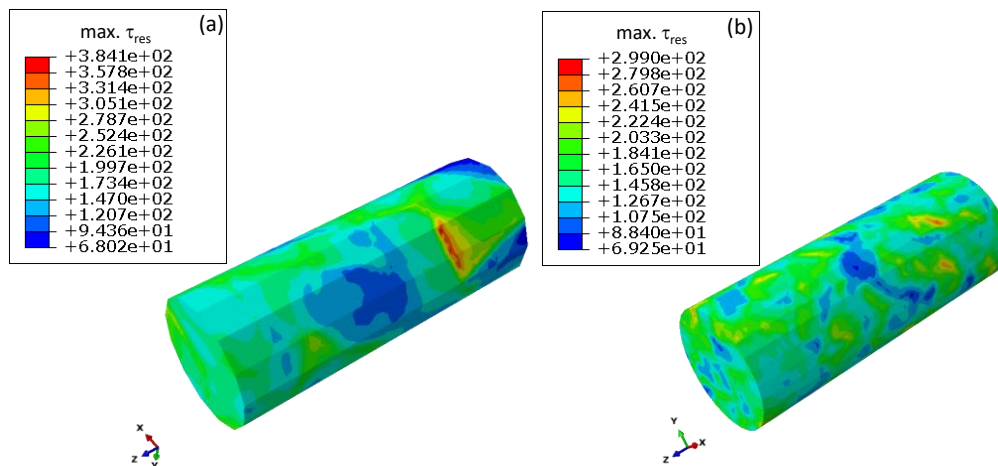 (a)
max. τres
+3.841e+02
+3.578e+02
+3.314e+02
+3.051e+02
+2.787e+02
+2.524e+02
+2.261e+02
+1.997e+02
+1.734e+02
+1.470e+02
+1.207e+02
+9.436e+01
+6.802e+01
X
Z
Y
(b)
max. τres
+2.990e+02
+2.798e+02
+2.607e+02
+2.415e+02
+2.224e+02
+2.033e+02
+1.841e+02
+1.650e+02
+1.458e+02
+1.267e+02
+1.075e+02
+8.840e+01
+6.925e+01
Y
X
Z